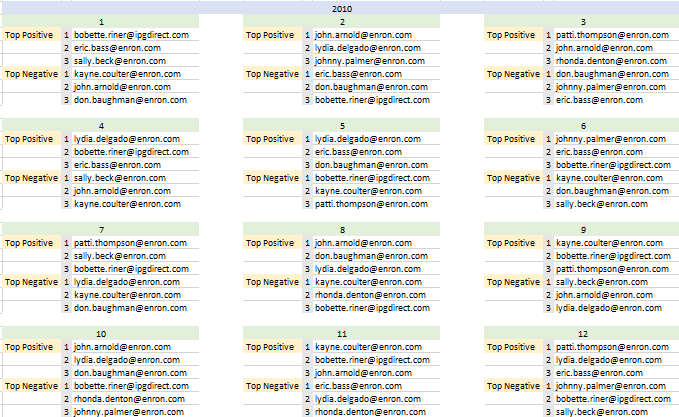 2010
1 2 3
Top Positive 1 bobette.riner@ipgdirect.com Top Positive 1 john.arnold@enron.com Top Positive 1 patti.thompson@enron.com
2 eric.bass@enron.com 2 lydia.delgado@enron.com 2 john.arnold@enron.com
3 sally.beck@enron.com 3 johnny.palmer@enron.com 3 rhonda.denton@enron.com
Top Negative 1 kayne.coulter@enron.com Top Negative 1 eric.bass@enron.com Top Negative 1 don.baughman@enron.com
2 john.arnold@enron.com 2 don.baughman@enron.com 2 johnny.palmer@enron.com
3 don.baughman@enron.com 3 bobette.riner@ipgdirect.com 3 eric.bass@enron.com
4 5 6
Top Positive 1 lydia.delgado@enron.com Top Positive 1 lydia.delgado@enron.com Top Positive 1 johnny.palmer@enron.com
2 bobette.riner@ipgdirect.com 2 eric.bass@enron.com 2 eric.bass@enron.com
3 eric.bass@enron.com 3 don.baughman@enron.com 3 bobette.riner@ipgdirect.com
Top Negative 1 sally.beck@enron.com Top Negative 1 bobette.riner@ipgdirect.com Top Negative 1 kayne.coulter@enron.com
2 john.arnold@enron.com 2 kayne.coulter@enron.com 2 don.baughman@enron.com
3 kayne.coulter@enron.com 3 patti.thompson@enron.com 3 sally.beck@enron.com
7 8 9
Top Positive 1 patti.thompson@enron.com Top Positive 1 john.arnold@enron.com Top Positive 1 kayne.coulter@enron.com
2 sally.beck@enron.com 2 don.baughman@enron.com 2 bobette.riner@ipgdirect.com
3 bobette.riner@ipgdirect.com 3 lydia.delgado@enron.com 3 patti.thompson@enron.com
Top Negative 1 lydia.delgado@enron.com Top Negative 1 kayne.coulter@enron.com Top Negative 1 sally.beck@enron.com
2 kayne.coulter@enron.com 2 rhonda.denton@enron.com 2 john.arnold@enron.com
3 don.baughman@enron.com 3 bobette.riner@ipgdirect.com 3 lydia.delgado@enron.com
10 11 12
Top Positive 1 john.arnold@enron.com Top Positive 1 kayne.coulter@enron.com Top Positive 1 patti.thompson@enron.com
2 lydia.delgado@enron.com 2 bobette.riner@ipgdirect.com 2 lydia.delgado@enron.com
3 don.baughman@enron.com 3 john.arnold@enron.com 3 eric.bass@enron.com
Top Negative 1 bobette.riner@ipgdirect.com Top Negative 1 eric.bass@enron.com Top Negative 1 johnny.palmer@enron.com
2 rhonda.denton@enron.com 2 lydia.delgado@enron.com 2 bobette.riner@ipgdirect.com
3 johnny.palmer@enron.com 3 rhonda.denton@enron.com 3 sally.beck@enron.com